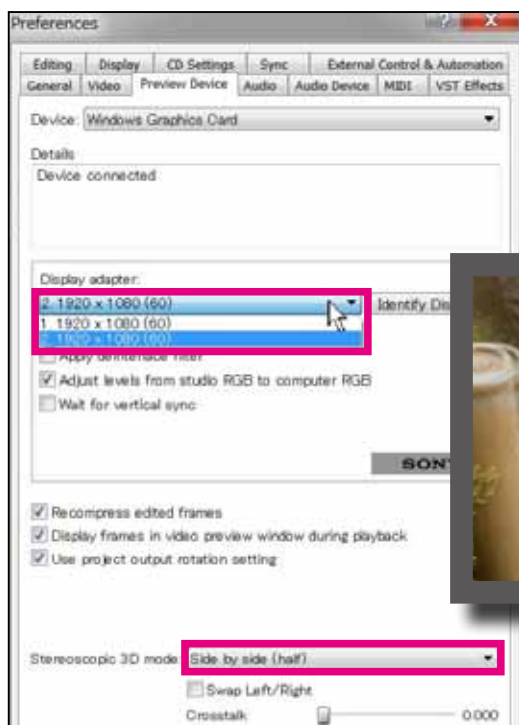 Preferences
Editing Display CD Settings Sync External Control & Automation
General Video Preview Device Audio Audio Device MIDI VST Effects
Device: Windows Graphics Card
Details
Device connected
Display adapter:
2. 1920 x 1080 (60) Identify Dis
1. 1920 x 1080 (60)
2. 1920 x 1080 (60)
Apply deinterlace filter
Adjust levels from studio RGB to computer RGB
Wait for vertical sync
SON
Recompress edited frames
Display frames in video preview window during playback
Use project output rotation setting
Stereoscopic 3D mode: Side by side (half)
Swap Left/Right
Crosstalk 0.000